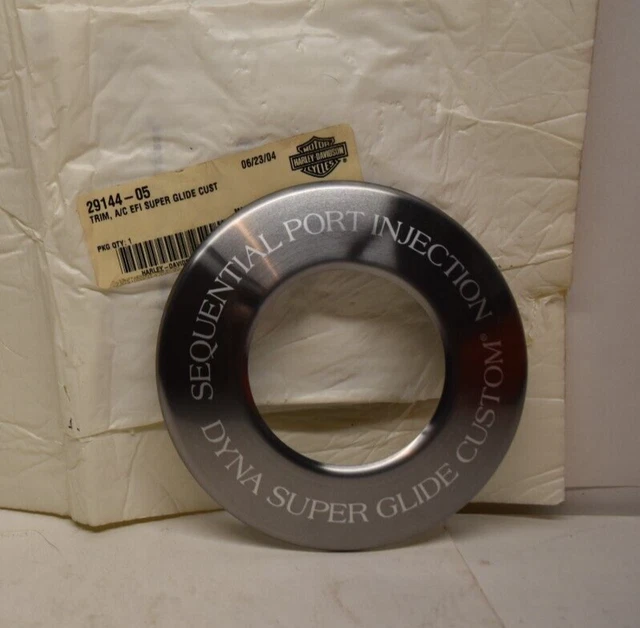 06/23/04
MOTOR
HARLEY-DAVIDSON
CYCLES
29144-05
TRIM, A/C EFI SUPER GLIDE CUST
PKG QTY. 1
SEQUENTIAL PORT INJECTION
DYNA SUPER GLIDE CUSTOM®